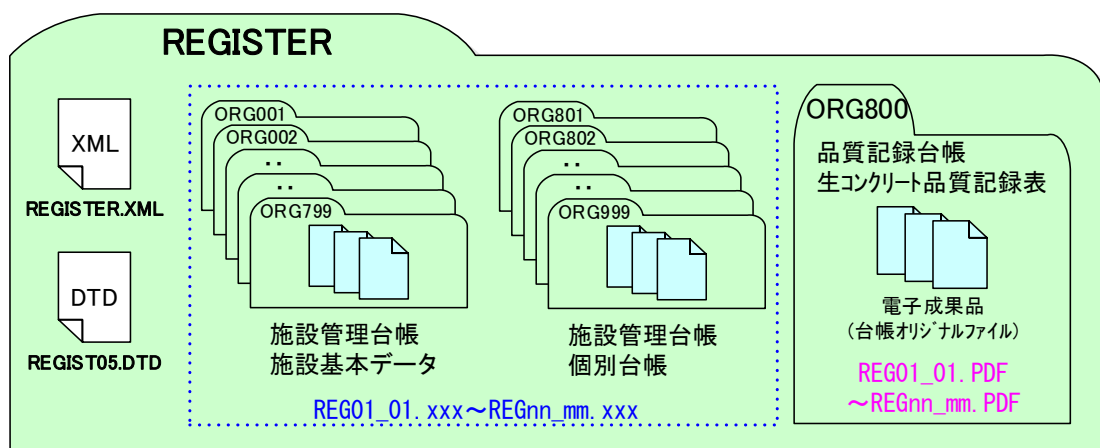 REGISTER
XML
REGISTER.XML
DTD
REGIST05.DTD
ORG001
ORG002
‥
‥
ORG799
施設管理台帳
施設基本データ
ORG801
ORG802
‥
‥
ORG999
施設管理台帳
個別台帳
REG01_01.xxx～REGnn_mm.xxx
ORG800
品質記録台帳
生コンクリート品質記録表
電子成果品
(台帳オリジナルファイル)
REG01_01.PDF
～REGnn_mm.PDF